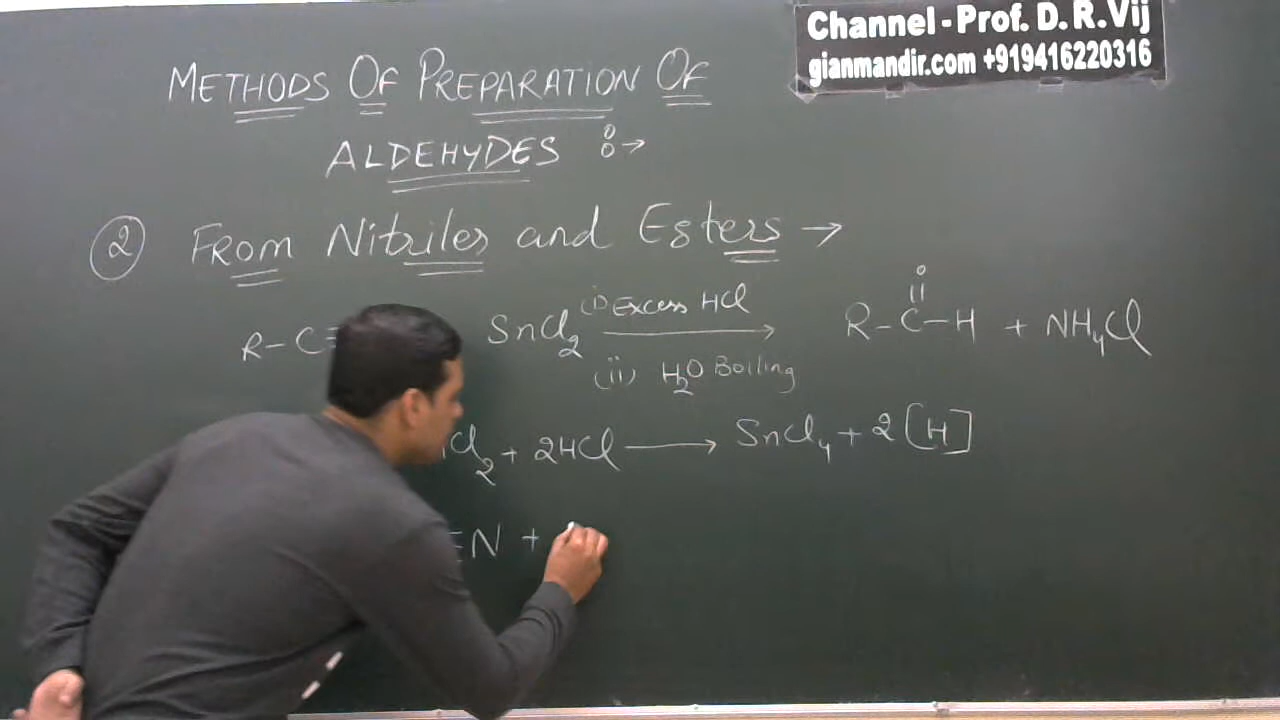 Channel - Prof. D. R. Vij
gianmandir.com +919416220316
METHODS OF PREPARATION OF
ALDEHYDES :→
② From Nitriles and Esters →
R-C≡ SnCl₂ (i) Excess HCl → (ii) H₂O Boiling R-C(=O)-H + NH₄Cl
Cl₂ + 2HCl → SnCl₄ + 2[H]
≡N +